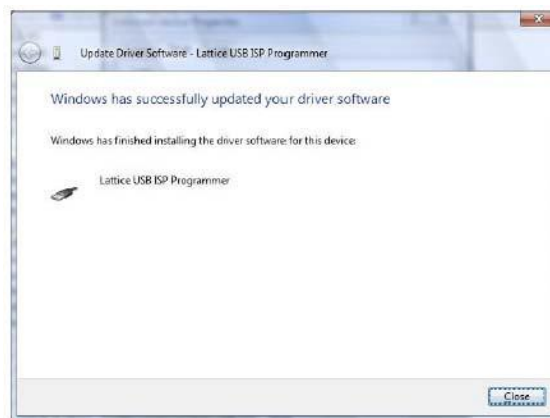 Update Driver Software - Lattice USB ISP Programmer
Windows has successfully updated your driver software
Windows has finished installing the driver software for this device:
Lattice USB ISP Programmer
Close